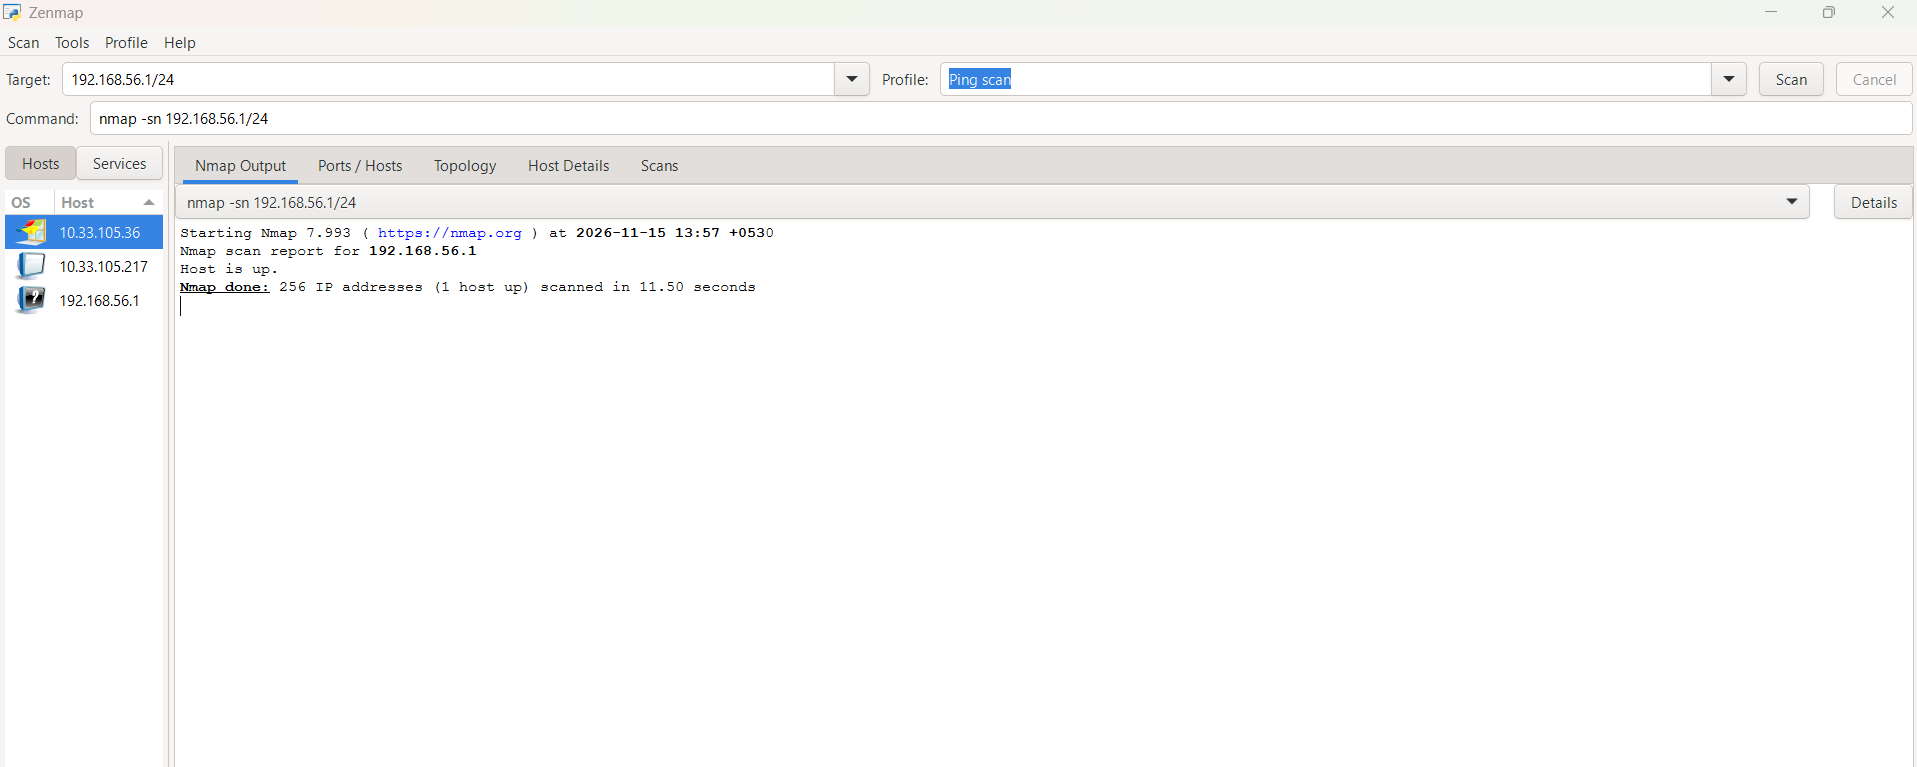 Zenmap
Scan Tools Profile Help
Target: 192.168.56.1/24 Profile: Ping scan Scan Cancel
Command: nmap -sn 192.168.56.1/24
Hosts Services
Nmap Output Ports / Hosts Topology Host Details Scans
OS Host
nmap -sn 192.168.56.1/24 Details
10.33.105.36
10.33.105.217
192.168.56.1
Starting Nmap 7.993 ( https://nmap.org ) at 2026-11-15 13:57 +0530
Nmap scan report for 192.168.56.1
Host is up.
Nmap done: 256 IP addresses (1 host up) scanned in 11.50 seconds